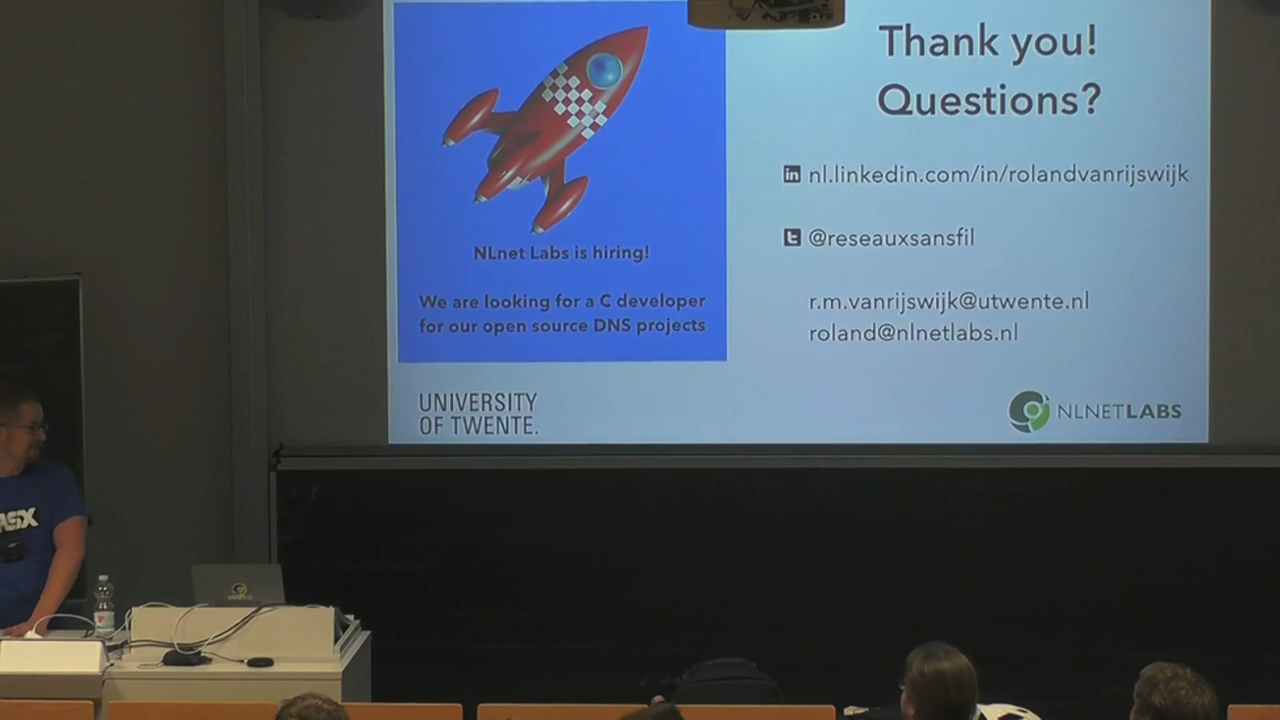 Thank you!
Questions?
nl.linkedin.com/in/rolandvanrijswijk
@reseauxsansfil
r.m.vanrijswijk@utwente.nl
roland@nlnetlabs.nl
NLnet Labs is hiring!
We are looking for a C developer
for our open source DNS projects
UNIVERSITY
OF TWENTE.
NLNETLABS
ASX